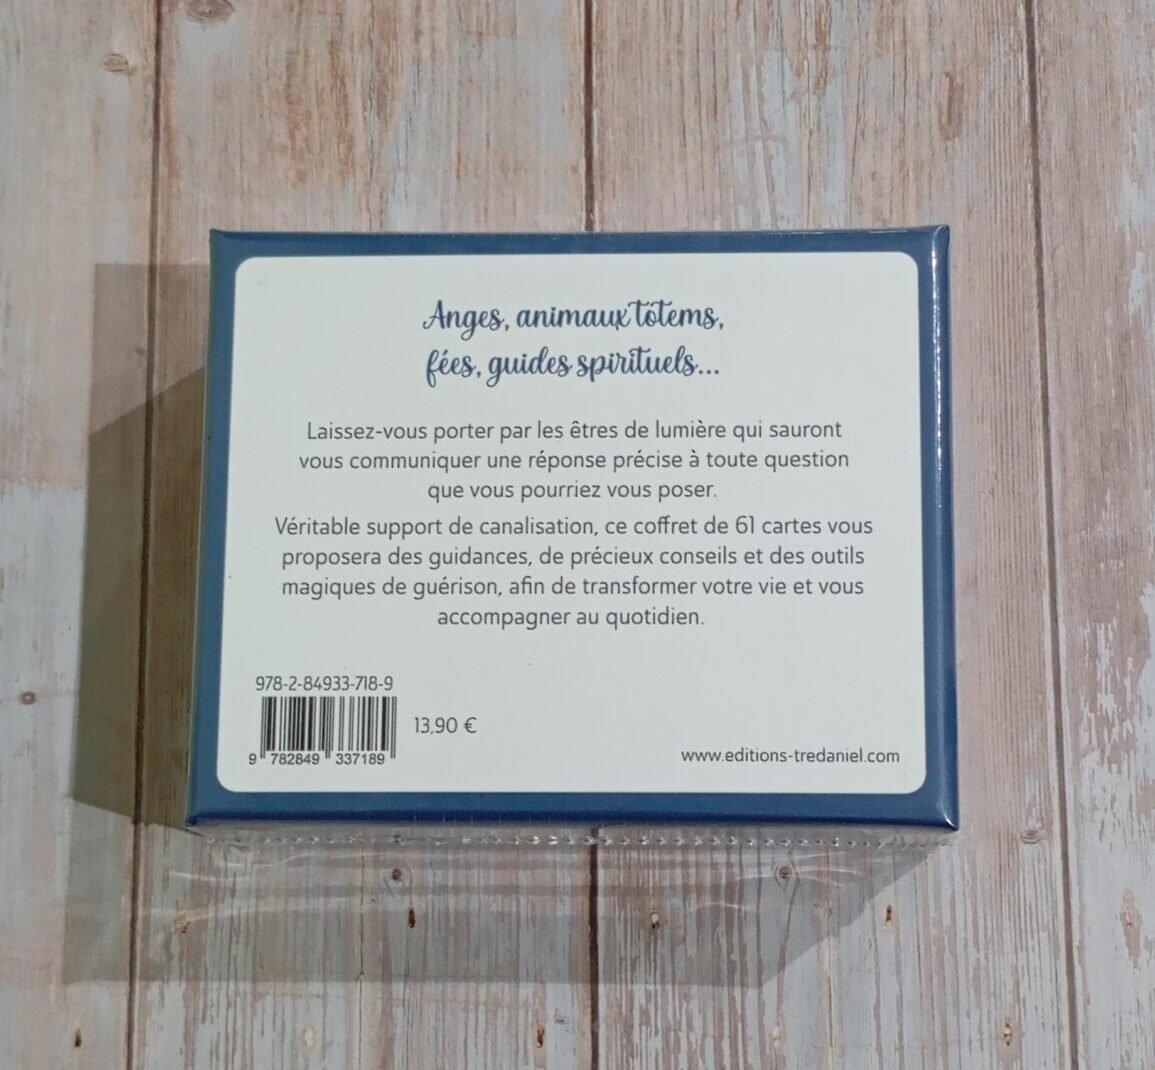 Anges, animaux totems,
fées, guides spirituels...
Laissez-vous porter par les êtres de lumière qui sauront
vous communiquer une réponse précise à toute question
que vous pourriez vous poser.
Véritable support de canalisation, ce coffret de 61 cartes vous
proposera des guidances, de précieux conseils et des outils
magiques de guérison, afin de transformer votre vie et vous
accompagner au quotidien.
978-2-84933-718-9
13,90 €
9 782849 337189
www.editions-tredaniel.com